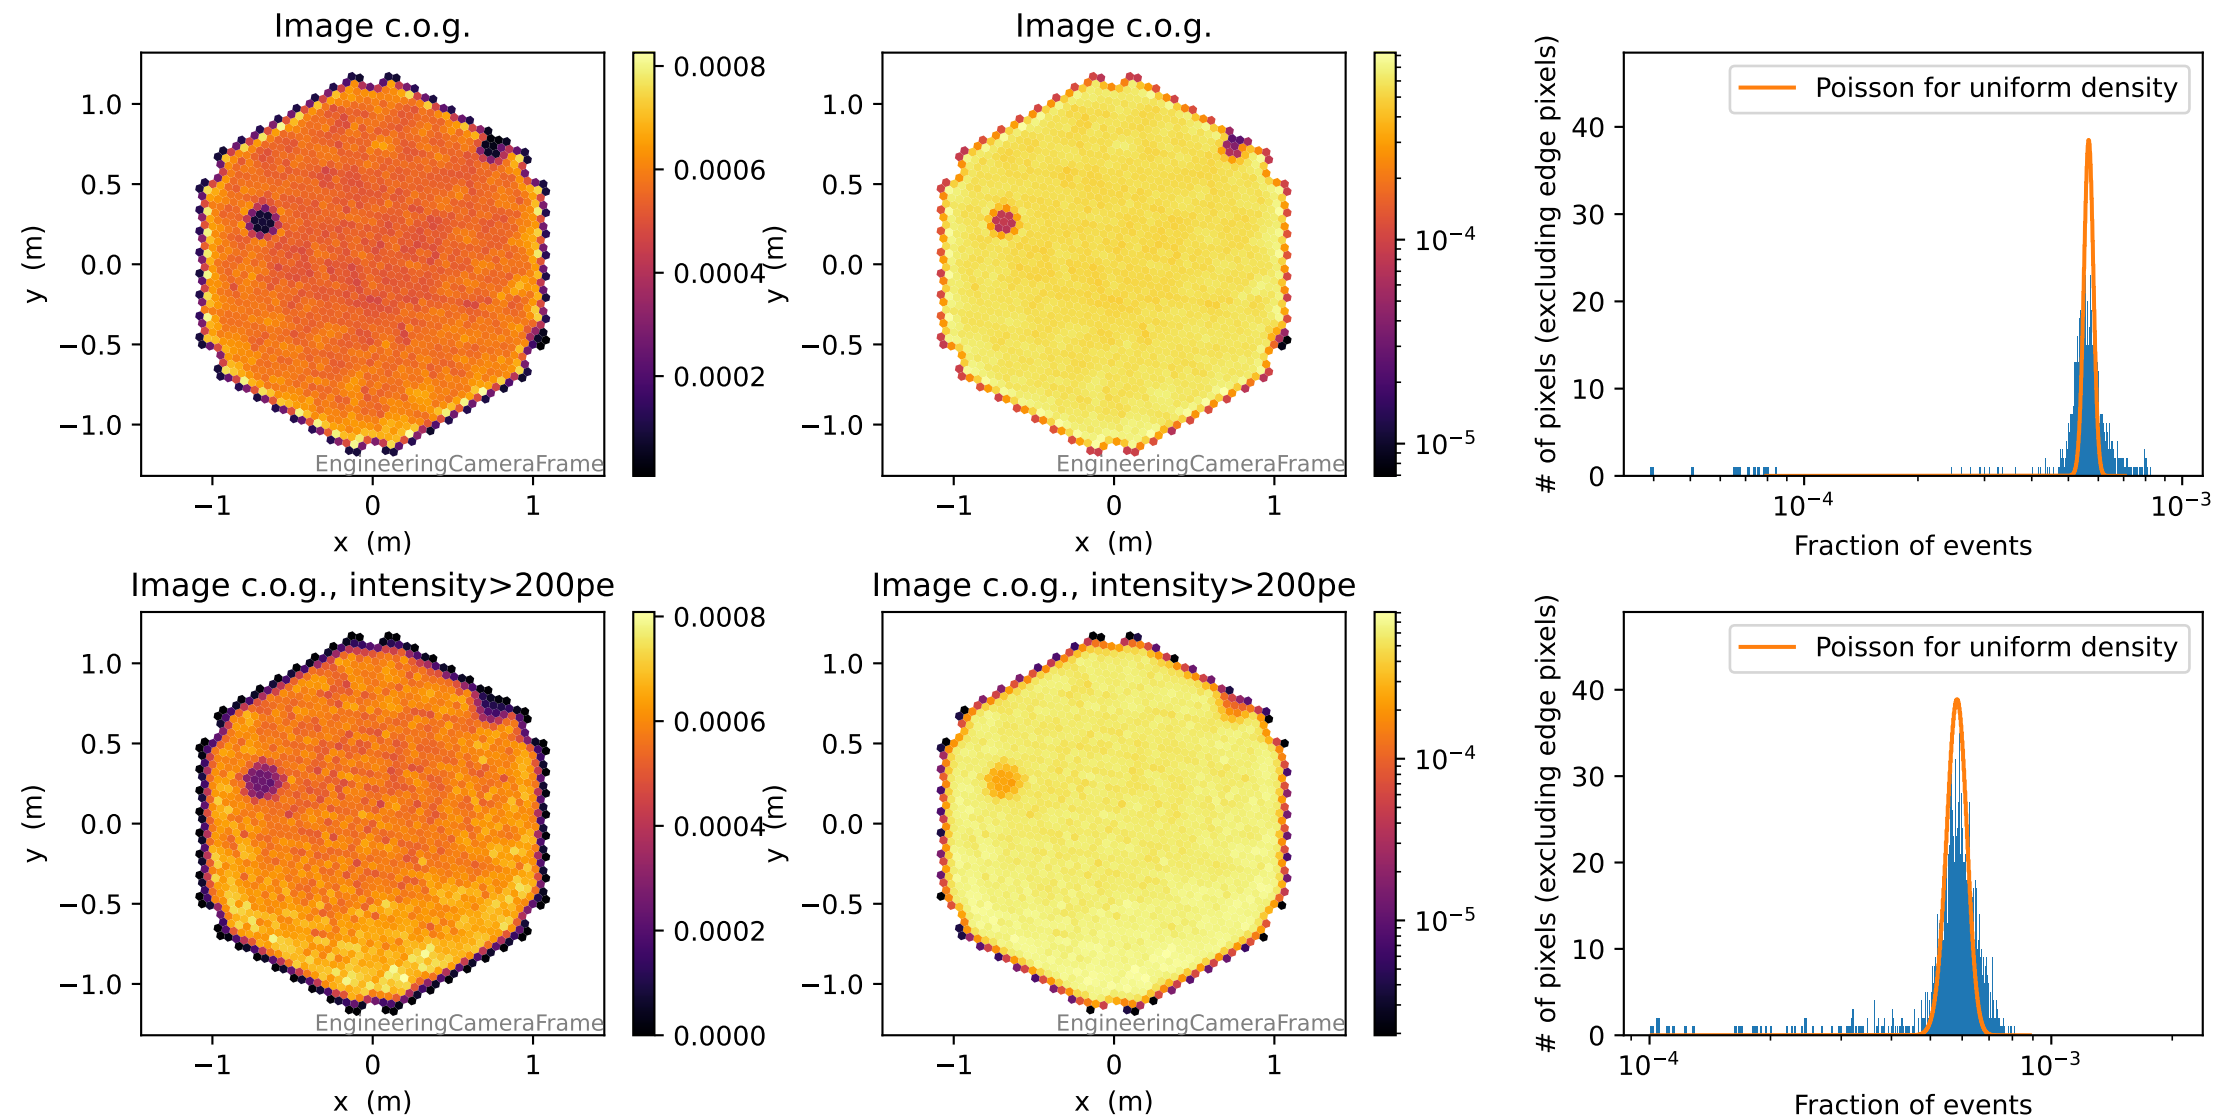 Image c.o.g.
1.0
0.5
0.0
−0.5
−1.0
y (m)
EngineeringCameraFrame
−1
0
1
x (m)
0.0008
0.0006
0.0004
0.0002
Image c.o.g.
1.0
0.5
0.0
−0.5
−1.0
y (m)
EngineeringCameraFrame
−1
0
1
x (m)
10⁻⁴
10⁻⁵
# of pixels (excluding edge pixels)
Poisson for uniform density
40
30
20
10
0
10⁻⁴
10⁻³
Fraction of events
Image c.o.g., intensity>200pe
1.0
0.5
0.0
−0.5
−1.0
y (m)
EngineeringCameraFrame
−1
0
1
x (m)
0.0008
0.0006
0.0004
0.0002
0.0000
Image c.o.g., intensity>200pe
1.0
0.5
0.0
−0.5
−1.0
y (m)
EngineeringCameraFrame
−1
0
1
x (m)
10⁻⁴
10⁻⁵
# of pixels (excluding edge pixels)
Poisson for uniform density
40
30
20
10
0
10⁻⁴
10⁻³
Fraction of events